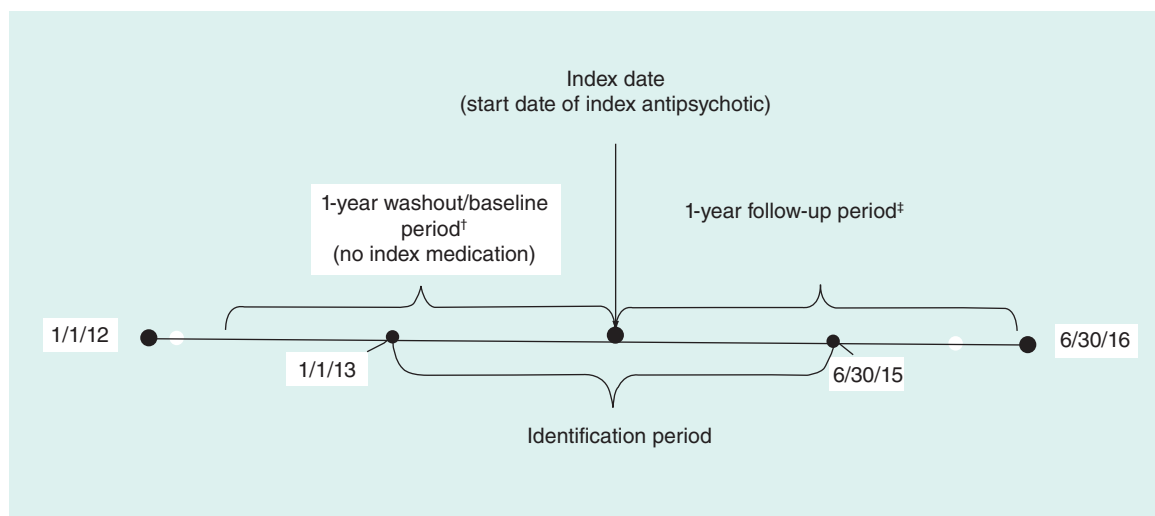 Index date
(start date of index antipsychotic)
1-year washout/baseline
period†
(no index medication)
1-year follow-up period‡
1/1/12
6/30/16
1/1/13
6/30/15
Identification period